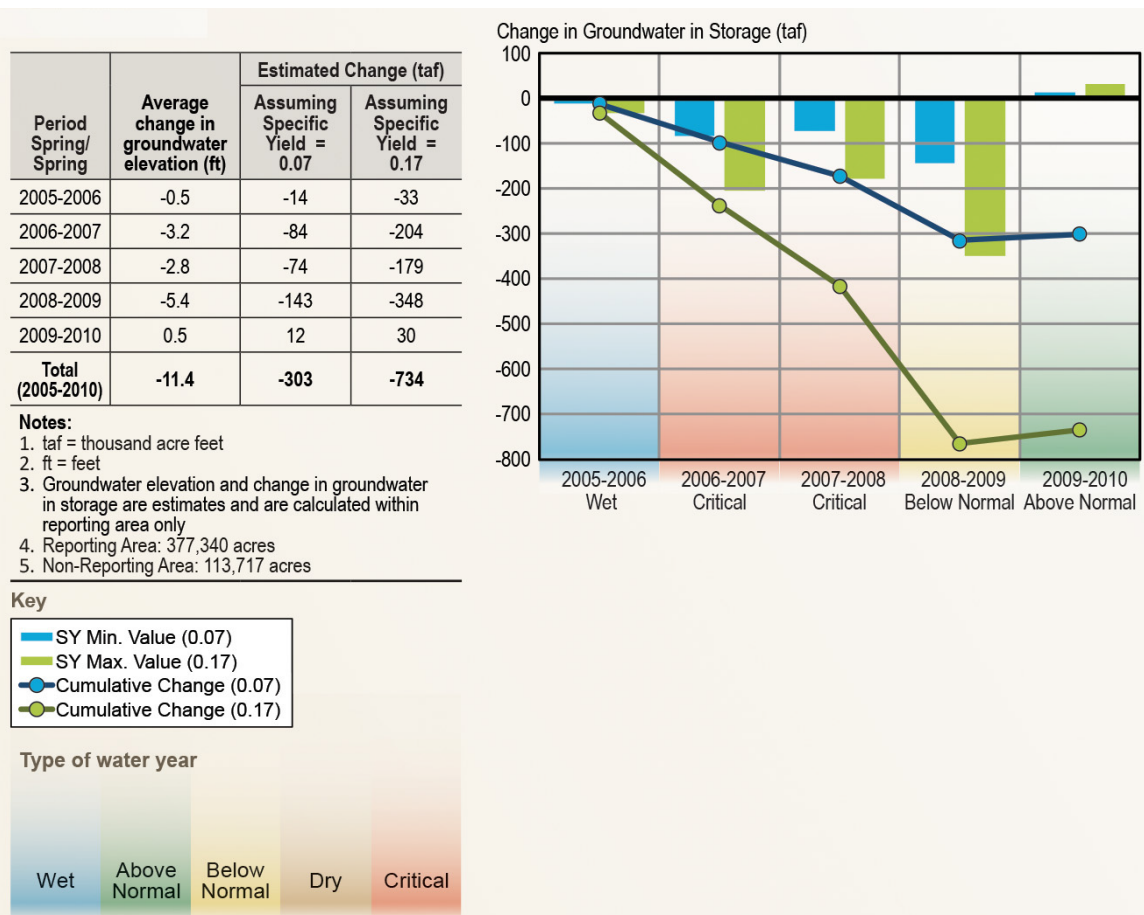 Period Spring/ Spring
Average change in groundwater elevation (ft)
Estimated Change (taf)
Assuming Specific Yield = 0.07
Assuming Specific Yield = 0.17
2005-2006 -0.5 -14 -33
2006-2007 -3.2 -84 -204
2007-2008 -2.8 -74 -179
2008-2009 -5.4 -143 -348
2009-2010 0.5 12 30
Total (2005-2010) -11.4 -303 -734
Notes:
1. taf = thousand acre feet
2. ft = feet
3. Groundwater elevation and change in groundwater
in storage are estimates and are calculated within
reporting area only
4. Reporting Area: 377,340 acres
5. Non-Reporting Area: 113,717 acres
Key
SY Min. Value (0.07)
SY Max. Value (0.17)
Cumulative Change (0.07)
Cumulative Change (0.17)
Type of water year
Wet
Above Normal
Below Normal
Dry
Critical
Change in Groundwater in Storage (taf)
100
0
-100
-200
-300
-400
-500
-600
-700
-800
2005-2006 2006-2007 2007-2008 2008-2009 2009-2010
Wet Critical Critical Below Normal Above Normal